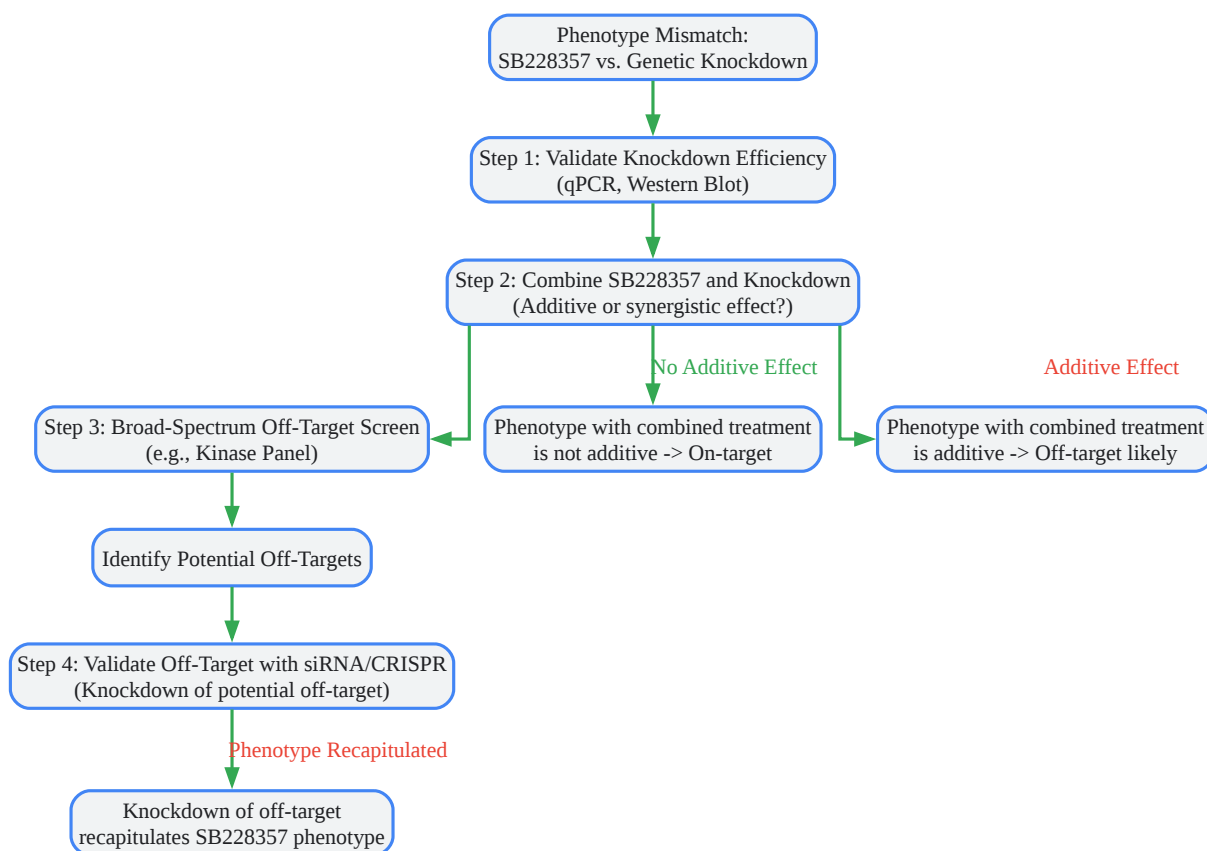 Phenotype Mismatch:
SB228357 vs. Genetic Knockdown
Step 1: Validate Knockdown Efficiency
(qPCR, Western Blot)
Step 2: Combine SB228357 and Knockdown
(Additive or synergistic effect?)
No Additive Effect
Additive Effect
Step 3: Broad-Spectrum Off-Target Screen
(e.g., Kinase Panel)
Phenotype with combined treatment
is not additive -> On-target
Phenotype with combined treatment
is additive -> Off-target likely
Identify Potential Off-Targets
Step 4: Validate Off-Target with siRNA/CRISPR
(Knockdown of potential off-target)
Phenotype Recapitulated
Knockdown of off-target
recapitulates SB228357 phenotype